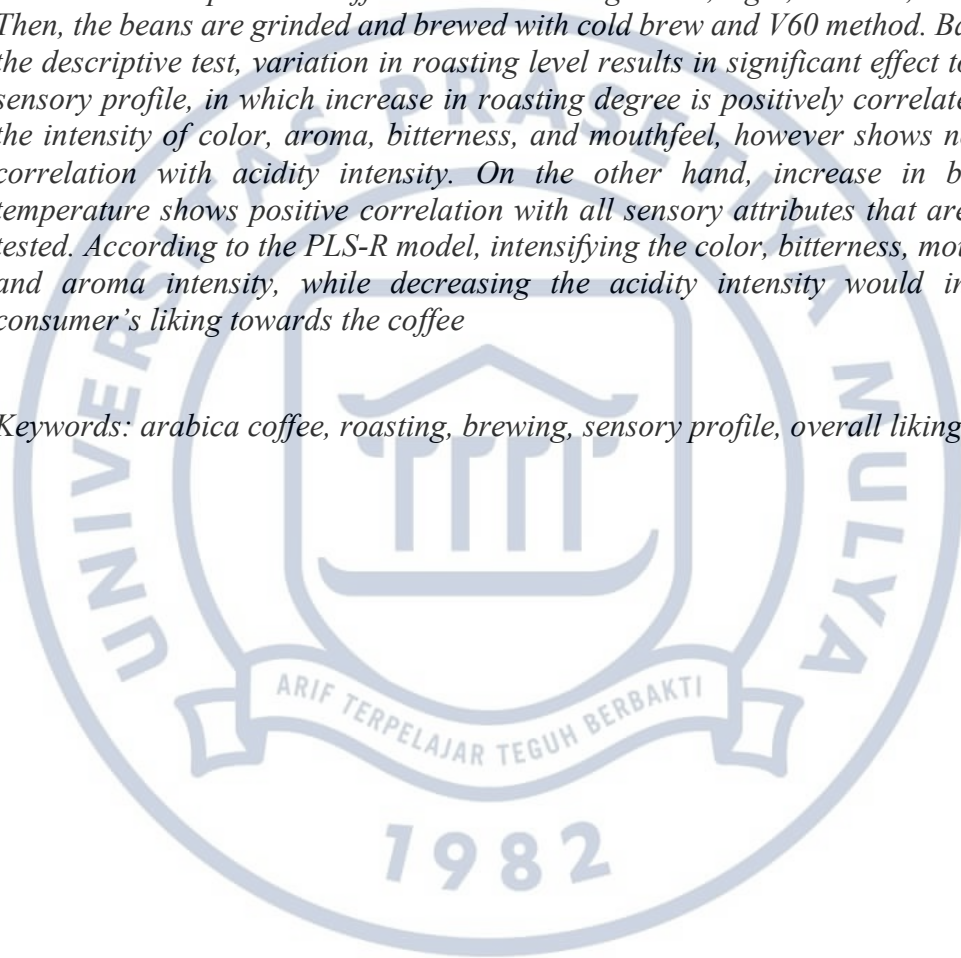 Then, the beans are grinded and brewed with cold brew and V60 method.
the descriptive test, variation in roasting level results in significant effect
sensory profile, in which increase in roasting degree is positively
the intensity of color, aroma, bitterness, and mouthfeel, however shows
correlation with acidity intensity. On the other hand, increase in
temperature shows positive correlation with all sensory attributes that are
tested. According to the PLS-R model, intensifying the color, bitterness,
and aroma intensity, while decreasing the acidity intensity would
consumer's liking towards the coffee
Keywords: arabica coffee, roasting, brewing, sensory profile, overall liking
UNIVERSITAS PRASETIYA MULYA
ARIF TERPELAJAR TEGUH BERBAKTI
1982